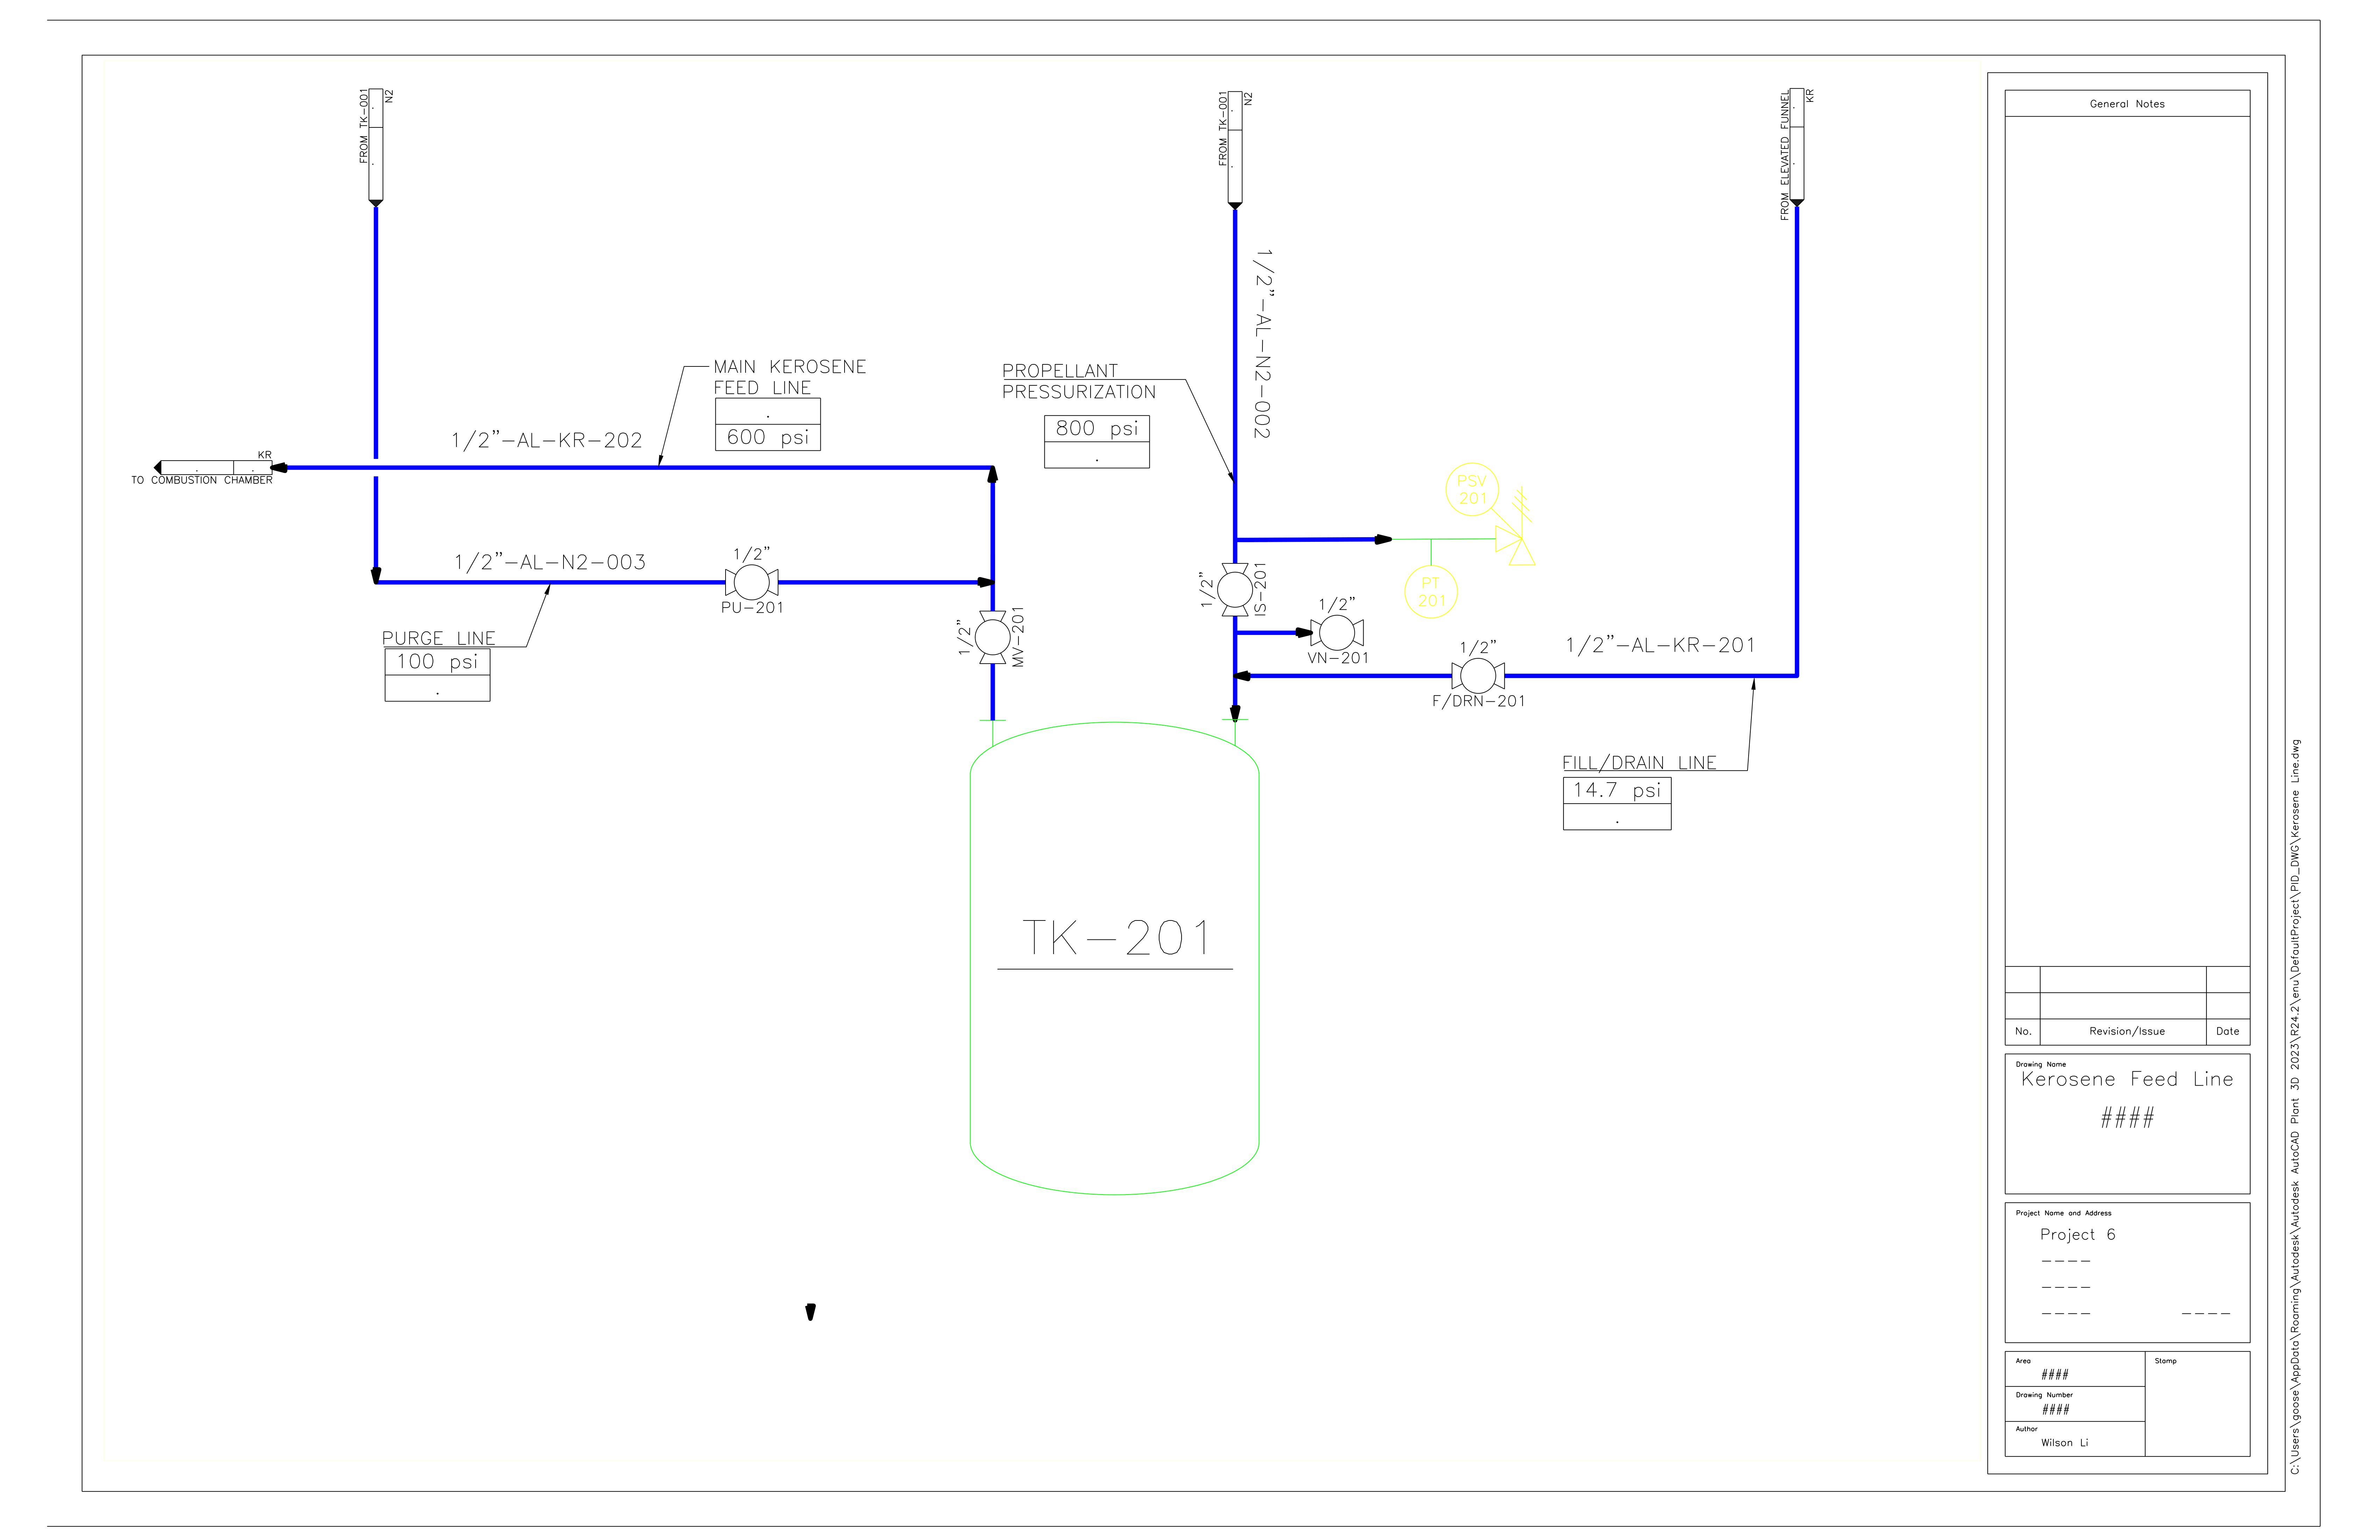 FROM TK-001
N2
FROM TK-001
N2
FROM ELEVATED FUNNEL
KR
1/2"-AL-N2-002
MAIN KEROSENE
FEED LINE
.
600 psi
PROPELLANT
PRESSURIZATION
800 psi
.
1/2"-AL-KR-202
KR
TO COMBUSTION CHAMBER
PSV
201
1/2"-AL-N2-003
1/2"
PU-201
1/2"
IS-201
PT
201
1/2"
MV-201
1/2"
VN-201
PURGE LINE
100 psi
.
1/2"
F/DRN-201
1/2"-AL-KR-201
FILL/DRAIN LINE
14.7 psi
.
TK-201
General Notes
No. Revision/Issue Date
Drawing Name
Kerosene Feed Line
####
Project Name and Address
Project 6
----
----
---- ----
Area
####
Stamp
Drawing Number
####
Author
Wilson Li
C:\Users\goose\AppData\Roaming\Autodesk\Autodesk AutoCAD Plant 3D 2023\R24.2\enu\DefaultProject\PID_DWG\Kerosene Line.dwg